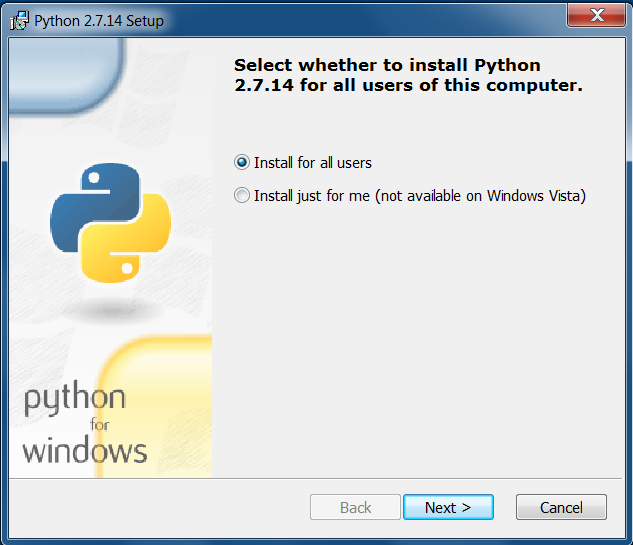 Python 2.7.14 Setup
Select whether to install Python
2.7.14 for all users of this computer.
Install for all users
Install just for me (not available on Windows Vista)
python
for
windows
Back
Next >
Cancel